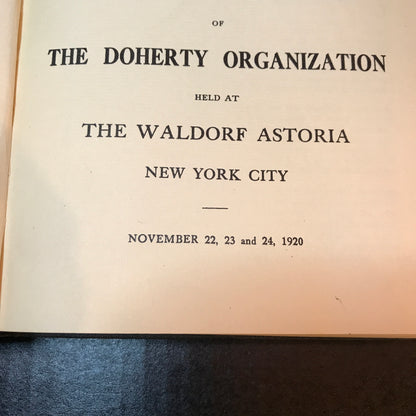 OF
THE DOHERTY ORGANIZATION
HELD AT
THE WALDORF ASTORIA
NEW YORK CITY
NOVEMBER 22, 23 and 24, 1920